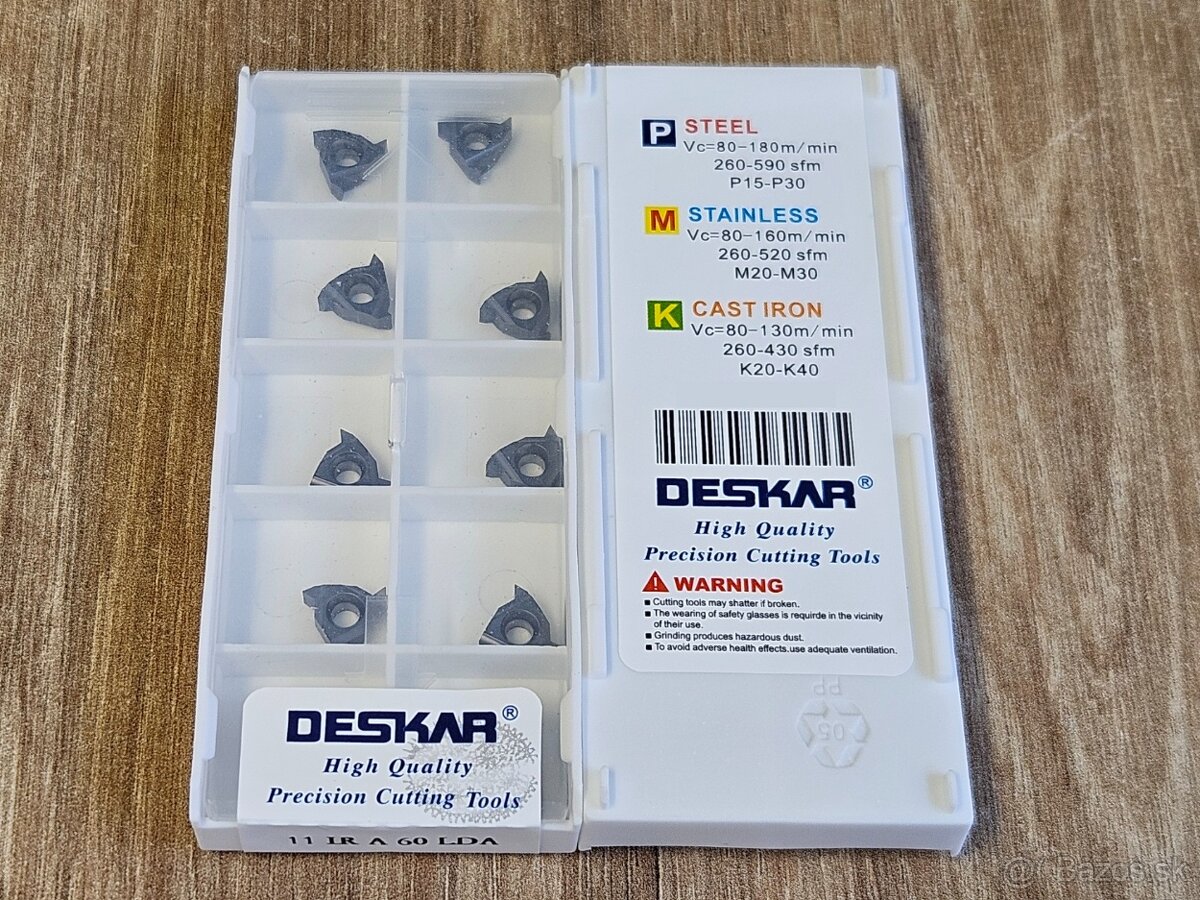 P STEEL
Vc=80-180m/min
260-590 sfm
P15-P30
M STAINLESS
Vc=80-160m/min
260-520 sfm
M20-M30
K CAST IRON
Vc=80-130m/min
260-430 sfm
K20-K40
DESKAR®
High Quality
Precision Cutting Tools
WARNING
Cutting tools may shatter if broken.
The wearing of safety glasses is requirde in the vicinity
of their use.
Grinding produces hazardous dust.
To avoid adverse health effects.use adequate ventilation.
PP
05
DESKAR®
High Quality
Precision Cutting Tools
11 IR A 60 LDA
Bazos.sk